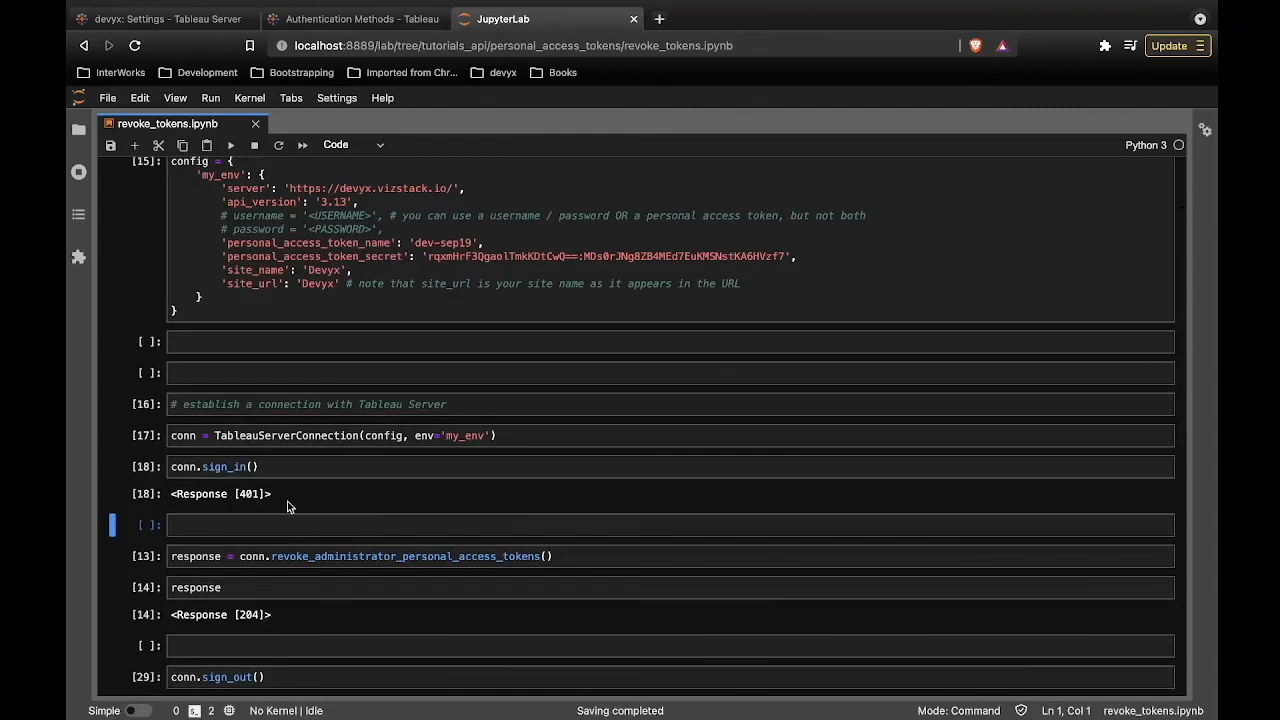 devyx: Settings - Tableau Server
Authentication Methods - Tableau
JupyterLab
localhost:8889/lab/tree/tutorials_api/personal_access_tokens/revoke_tokens.ipynb
Update
InterWorks
Development
Bootstrapping
Imported from Chr...
devyx
Books
File Edit View Run Kernel Tabs Settings Help
revoke_tokens.ipynb
Code
Python 3
[15]: config = {
'my_env': {
'server': 'https://devyx.vizstack.io/',
'api_version': '3.13',
# username = '<USERNAME>', # you can use a username / password OR a personal access token, but not both
# password = '<PASSWORD>',
'personal_access_token_name': 'dev-sep19',
'personal_access_token_secret': 'rqxmHrF3QgaolTmkKDtCwQ==:MDs0rJNg8ZB4MEd7EuKMSNstKA6HVzf7',
'site_name': 'Devyx',
'site_url': 'Devyx' # note that site_url is your site name as it appears in the URL
}
}
[ ]:
[ ]:
[16]: # establish a connection with Tableau Server
[17]: conn = TableauServerConnection(config, env='my_env')
[18]: conn.sign_in()
[18]: <Response [401]>
[ ]:
[13]: response = conn.revoke_administrator_personal_access_tokens()
[14]: response
[14]: <Response [204]>
[ ]:
[29]: conn.sign_out()
Simple 0 2 No Kernel | Idle Saving completed Mode: Command Ln 1, Col 1 revoke_tokens.ipynb